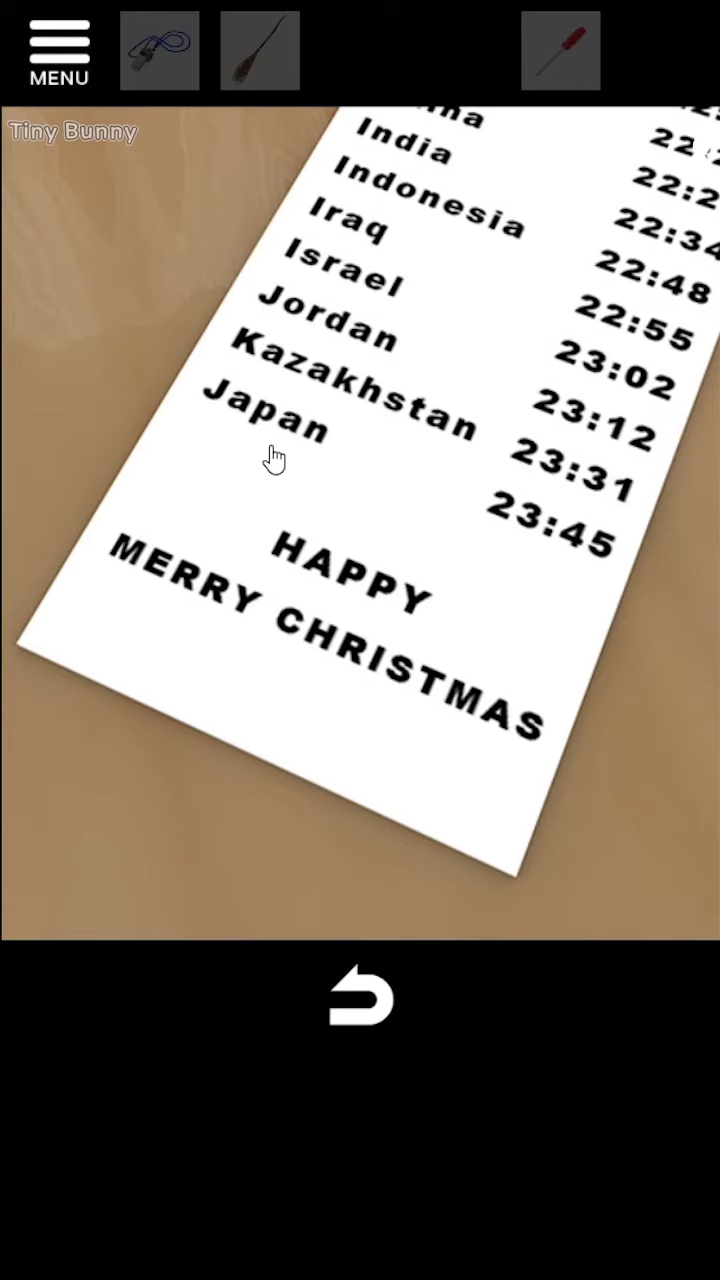 MENU
Tiny Bunny
India 22:34
Indonesia 22:48
Iraq 22:55
Israel 23:02
Jordan 23:12
Kazakhstan 23:31
Japan 23:45
HAPPY
MERRY CHRISTMAS